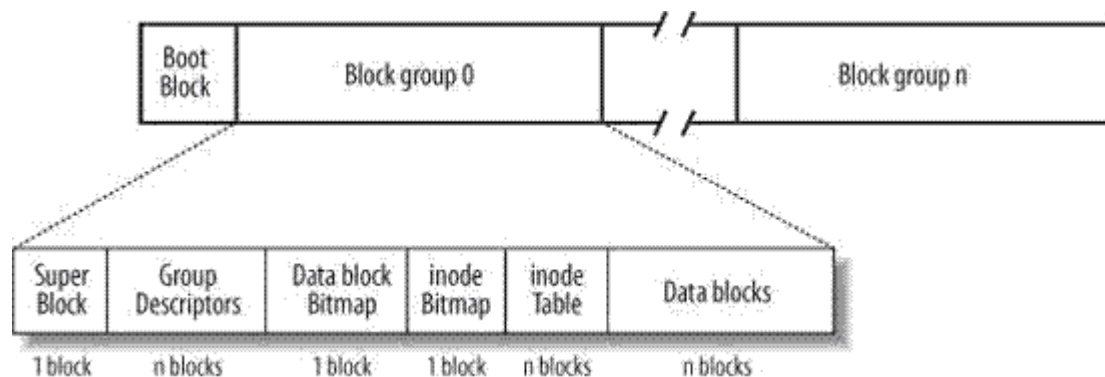 Boot
Block
Block group 0
Block group n
Super
Block
Group
Descriptors
Data block
Bitmap
inode
Bitmap
inode
Table
Data blocks
1 block
n blocks
1 block
1 block
n blocks
n blocks